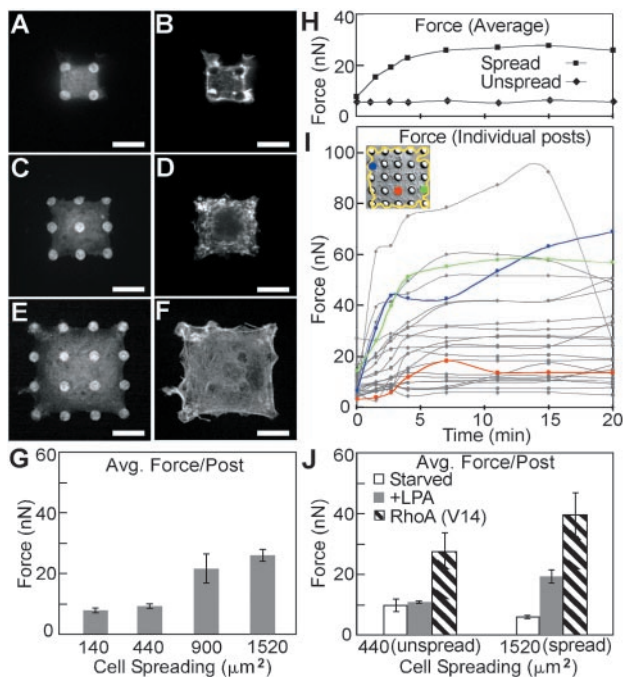 A
B
C
D
E
F
G
Avg. Force/Post
Force (nN)
60
40
20
0
140 440 900 1520
Cell Spreading (μm²)
H
Force (Average)
Force (nN)
40
20
0
Spread
Unspread
I
Force (Individual posts)
Force (nN)
100
80
60
40
20
0
0 5 10 15 20
Time (min)
J
Avg. Force/Post
Starved
+LPA
RhoA (V14)
Force (nN)
60
40
20
0
440 (unspread) 1520 (spread)
Cell Spreading (μm²)